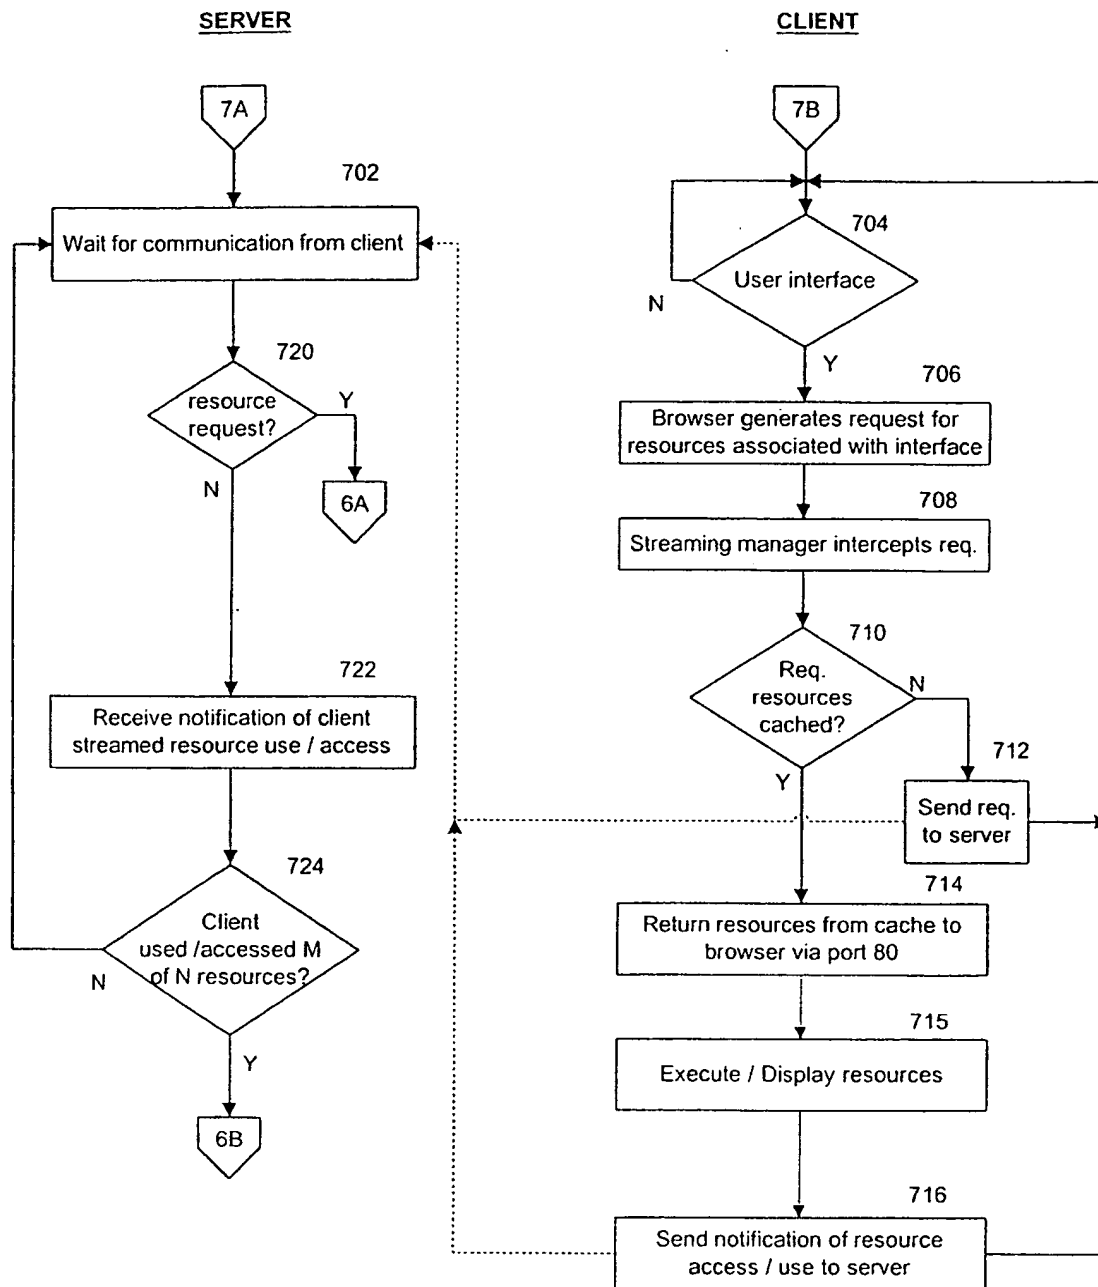 SERVER
CLIENT
7A
7B
702
Wait for communication from client
704
User interface
N
Y
720
resource
request?
Y
N
6A
706
Browser generates request for
resources associated with interface
708
Streaming manager intercepts req.
710
Req.
resources
cached?
N
Y
712
Send req.
to server
722
Receive notification of client
streamed resource use / access
724
Client
used /accessed M
of N resources?
N
Y
6B
714
Return resources from cache to
browser via port 80
715
Execute / Display resources
716
Send notification of resource
access / use to server